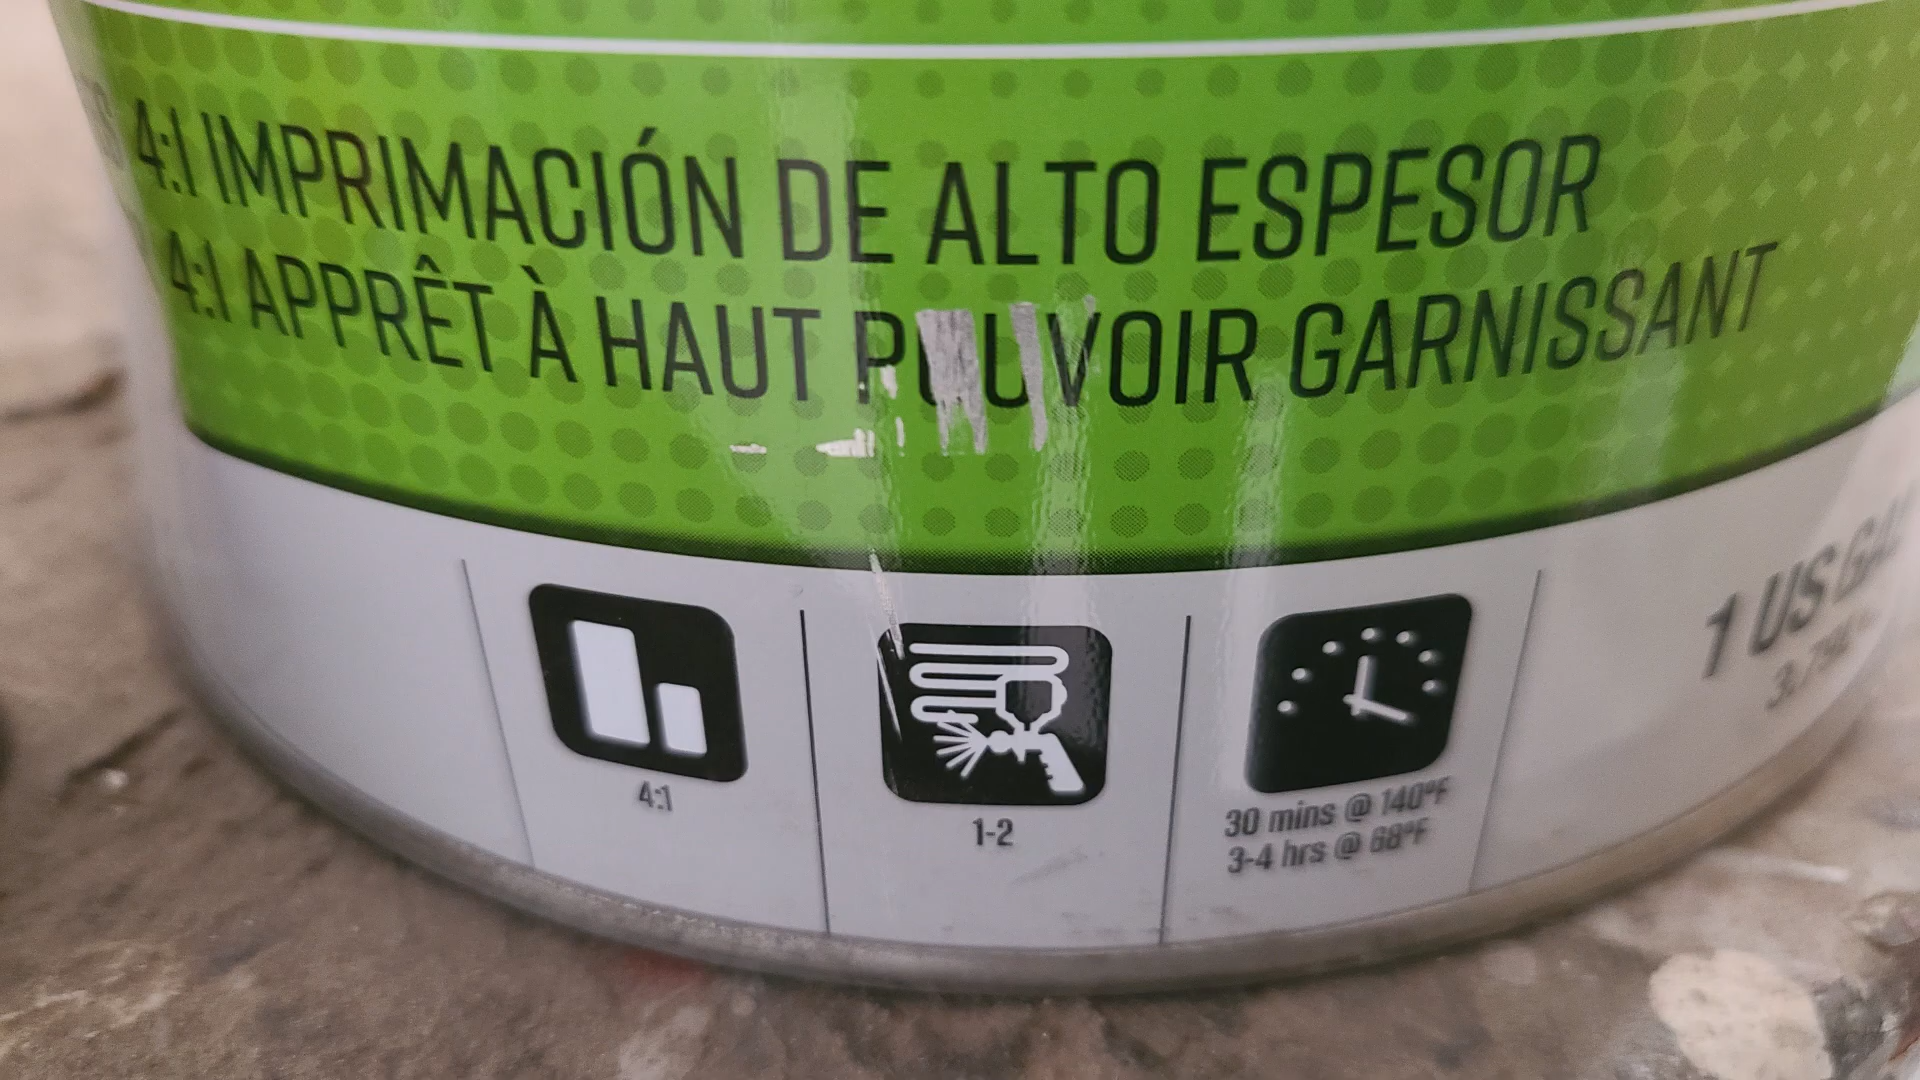 4:1 IMPRIMACIÓN DE ALTO ESPESOR
4:1 APPRÊT À HAUT POUVOIR GARNISSANT
4:1
1-2
30 mins @ 140°F
3-4 hrs @ 68°F
1 US